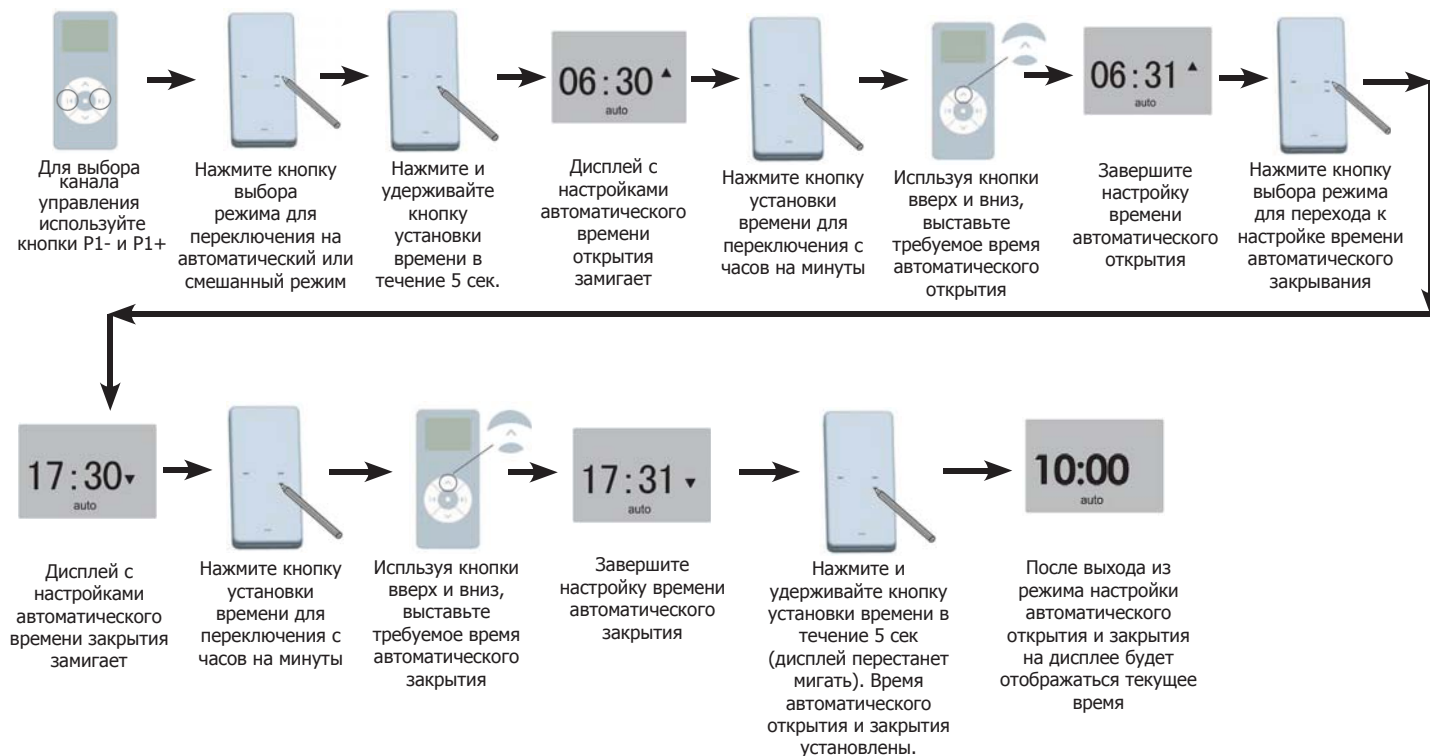 06:30
auto
06:31
auto
Для выбора
канала
управления
используйте
кнопки P1- и P1+
Нажмите кнопку
выбора
режима для
переключения на
автоматический или
смешанный режим
Нажмите и
удерживайте
кнопку
установки
времени в
течение 5 сек.
Дисплей с
настройками
автоматического
времени
открытия
замигает
Нажмите кнопку
установки
времени для
переключения с
часов на минуты
Испльзуя кнопки
вверх и вниз,
выставьте
требуемое время
автоматического
открытия
Завершите
настройку
времени
автоматического
открытия
Нажмите кнопку
выбора режима
для перехода к
настройке времени
автоматического
закрывания
17:30
auto
17:31
auto
10:00
auto
Дисплей с
настройками
автоматического
времени закрытия
замигает
Нажмите кнопку
установки
времени для
переключения с
часов на минуты
Испльзуя кнопки
вверх и вниз,
выставьте
требуемое время
автоматического
закрытия
Завершите
настройку времени
автоматического
закрытия
Нажмите и
удерживайте кнопку
установки времени в
течение 5 сек
(дисплей перестанет
мигать). Время
автоматического
открытия и закрытия
установлены.
После выхода из
режима настройки
автоматического
открытия и закрытия
на дисплее будет
отображаться текущее
время